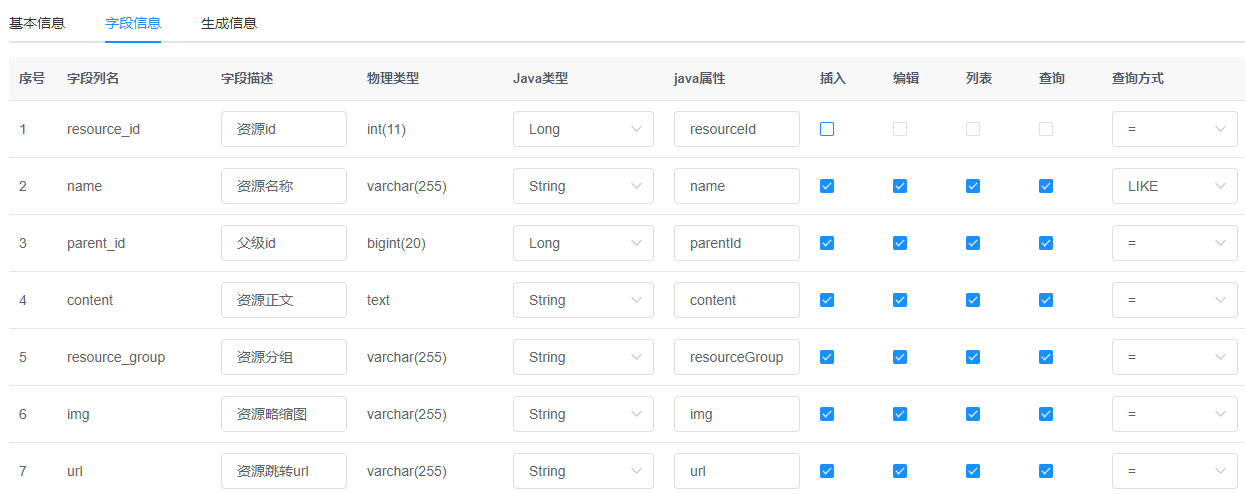 基本信息 字段信息 生成信息
序号 字段列名 字段描述 物理类型 Java类型 java属性 插入 编辑 列表 查询 查询方式
1 resource_id 资源id int(11) Long resourceId =
2 name 资源名称 varchar(255) String name LIKE
3 parent_id 父级id bigint(20) Long parentId =
4 content 资源正文 text String content =
5 resource_group 资源分组 varchar(255) String resourceGroup =
6 img 资源略缩图 varchar(255) String img =
7 url 资源跳转url varchar(255) String url =